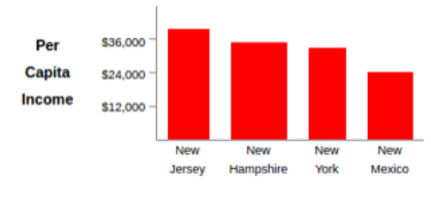 Per
Capita
Income
$36,000
$24,000
$12,000
New Jersey
New Hampshire
New York
New Mexico